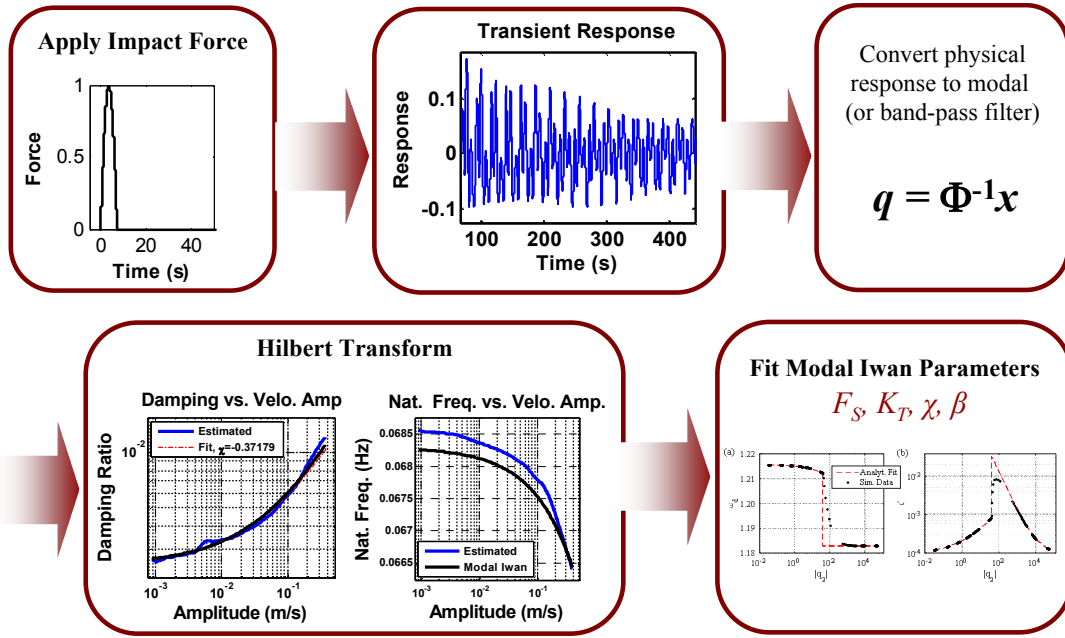 Apply Impact Force
1
0.5
0
Force
0
20
40
Time (s)
Transient Response
0.1
0
-0.1
Response
100
200
300
400
Time (s)
Convert physical
response to modal
(or band-pass filter)
q = Φ⁻¹x
Hilbert Transform
Damping vs. Velo. Amp
Estimated
Fit, χ=-0.37179
10⁻²
Damping Ratio
10⁻³
10⁻²
10⁻¹
Amplitude (m/s)
Nat. Freq. vs. Velo. Amp.
0.0685
0.068
0.0675
0.067
0.0665
Nat. Freq. (Hz)
Estimated
Modal Iwan
10⁻³
10⁻²
10⁻¹
Amplitude (m/s)
Fit Modal Iwan Parameters
F_S, K_T, χ, β
(a)
1.22
1.21
1.20
1.19
1.18
Analyt. Fit
Sim. Data
10⁻²
10⁰
10²
10⁴
|q₂|
(b)
10⁻²
10⁻³
10⁻⁴
ζ
10⁻²
10⁰
10²
10⁴
|q₂|